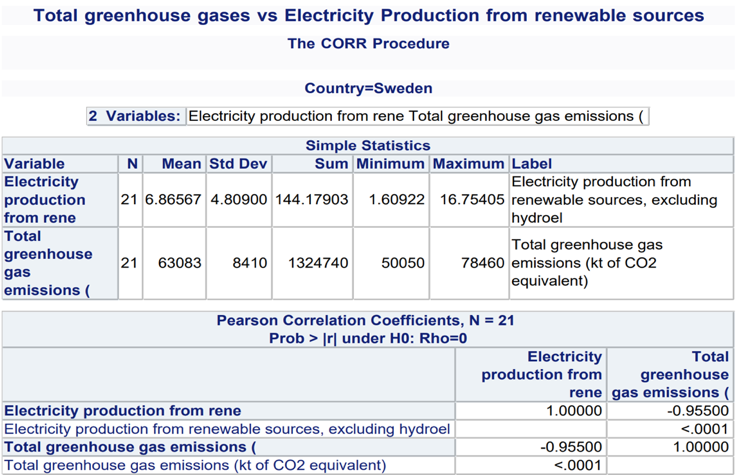 Total greenhouse gases vs Electricity Production from renewable sources
The CORR Procedure
Country=Sweden
2 Variables: Electricity production from rene Total greenhouse gas emissions (
Simple Statistics
Variable N Mean Std Dev Sum Minimum Maximum Label
Electricity production from rene 21 6.86567 4.80900 144.17903 1.60922 16.75405 Electricity production from renewable sources, excluding hydroel
Total greenhouse gas emissions ( 21 63083 8410 1324740 50050 78460 Total greenhouse gas emissions (kt of CO2 equivalent)
Pearson Correlation Coefficients, N = 21
Prob > |r| under H0: Rho=0
Electricity production from rene Total greenhouse gas emissions (
Electricity production from rene 1.00000 -0.95500
Electricity production from renewable sources, excluding hydroel <.0001
Total greenhouse gas emissions ( -0.95500 1.00000
Total greenhouse gas emissions (kt of CO2 equivalent) <.0001